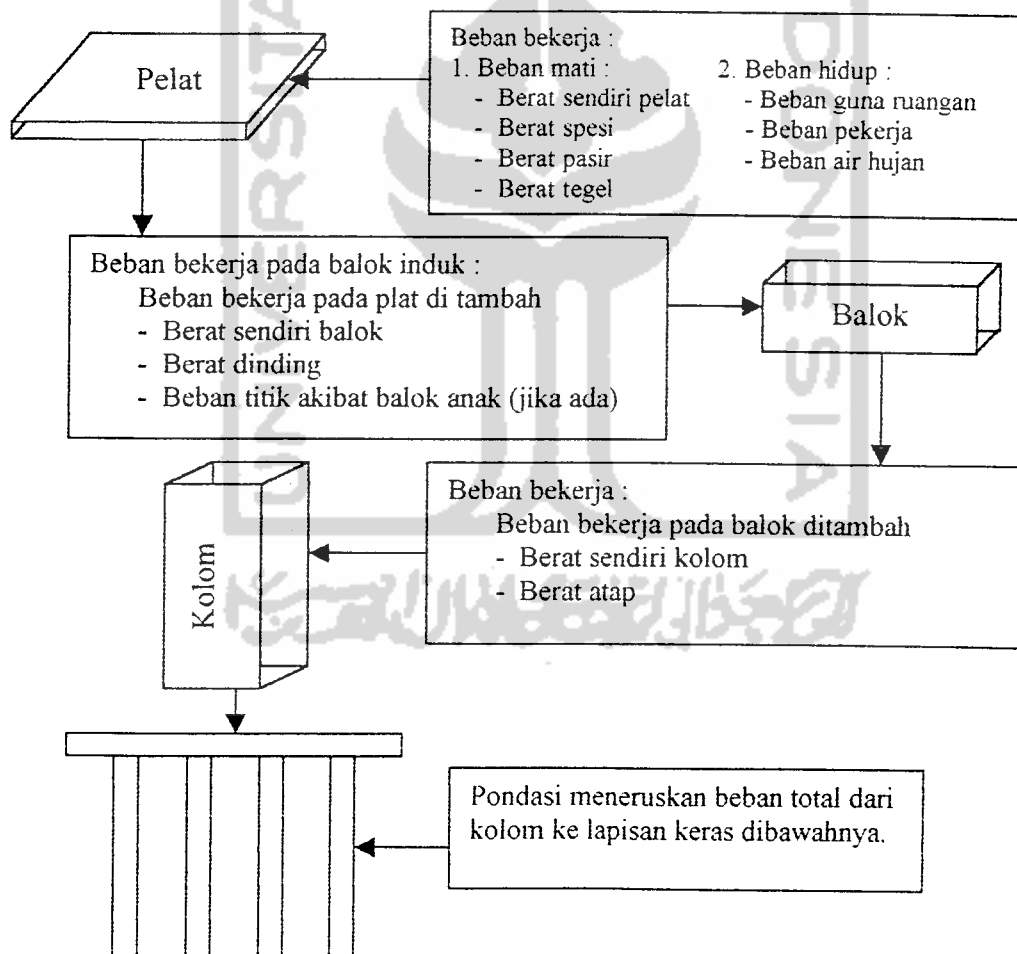 Pelat
Beban bekerja :
1. Beban mati :
- Berat sendiri pelat
- Berat spesi
- Berat pasir
- Berat tegel
2. Beban hidup :
- Beban guna ruangan
- Beban pekerja
- Beban air hujan
Beban bekerja pada balok induk :
Beban bekerja pada plat di tambah
- Berat sendiri balok
- Berat dinding
- Beban titik akibat balok anak (jika ada)
Balok
Beban bekerja :
Beban bekerja pada balok ditambah
- Berat sendiri kolom
- Berat atap
Kolom
Pondasi meneruskan beban total dari
kolom ke lapisan keras dibawahnya.
UNIVERSITA
DONESIA